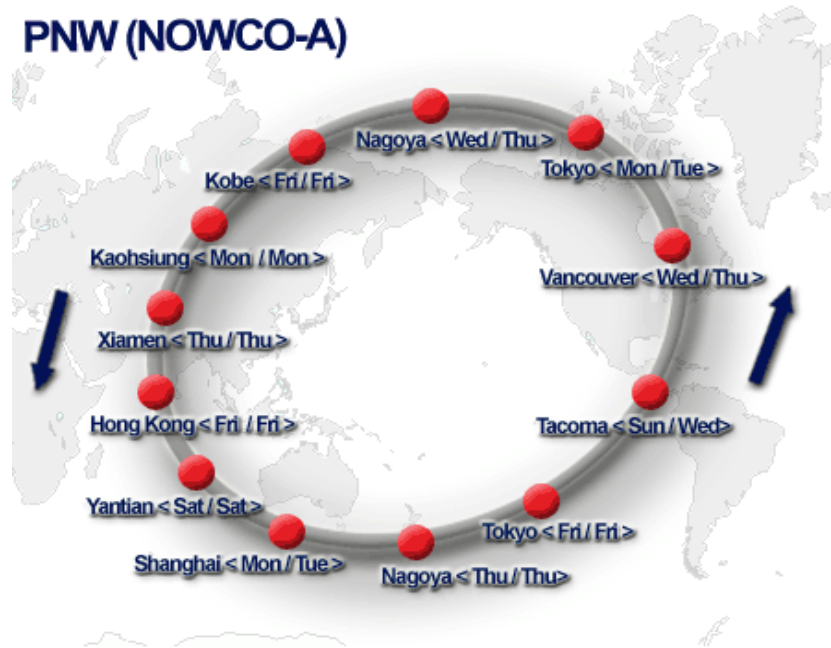 PNW (NOWCO-A)
Nagoya < Wed / Thu >
Tokyo < Mon / Tue >
Kobe < Fri / Fri >
Kaohsiung < Mon / Mon >
Vancouver < Wed / Thu >
Xiamen < Thu / Thu >
Hong Kong < Fri / Fri >
Tacoma < Sun / Wed>
Yantian < Sat / Sat >
Tokyo < Fri / Fri >
Shanghai < Mon / Tue >
Nagoya < Thu / Thu>